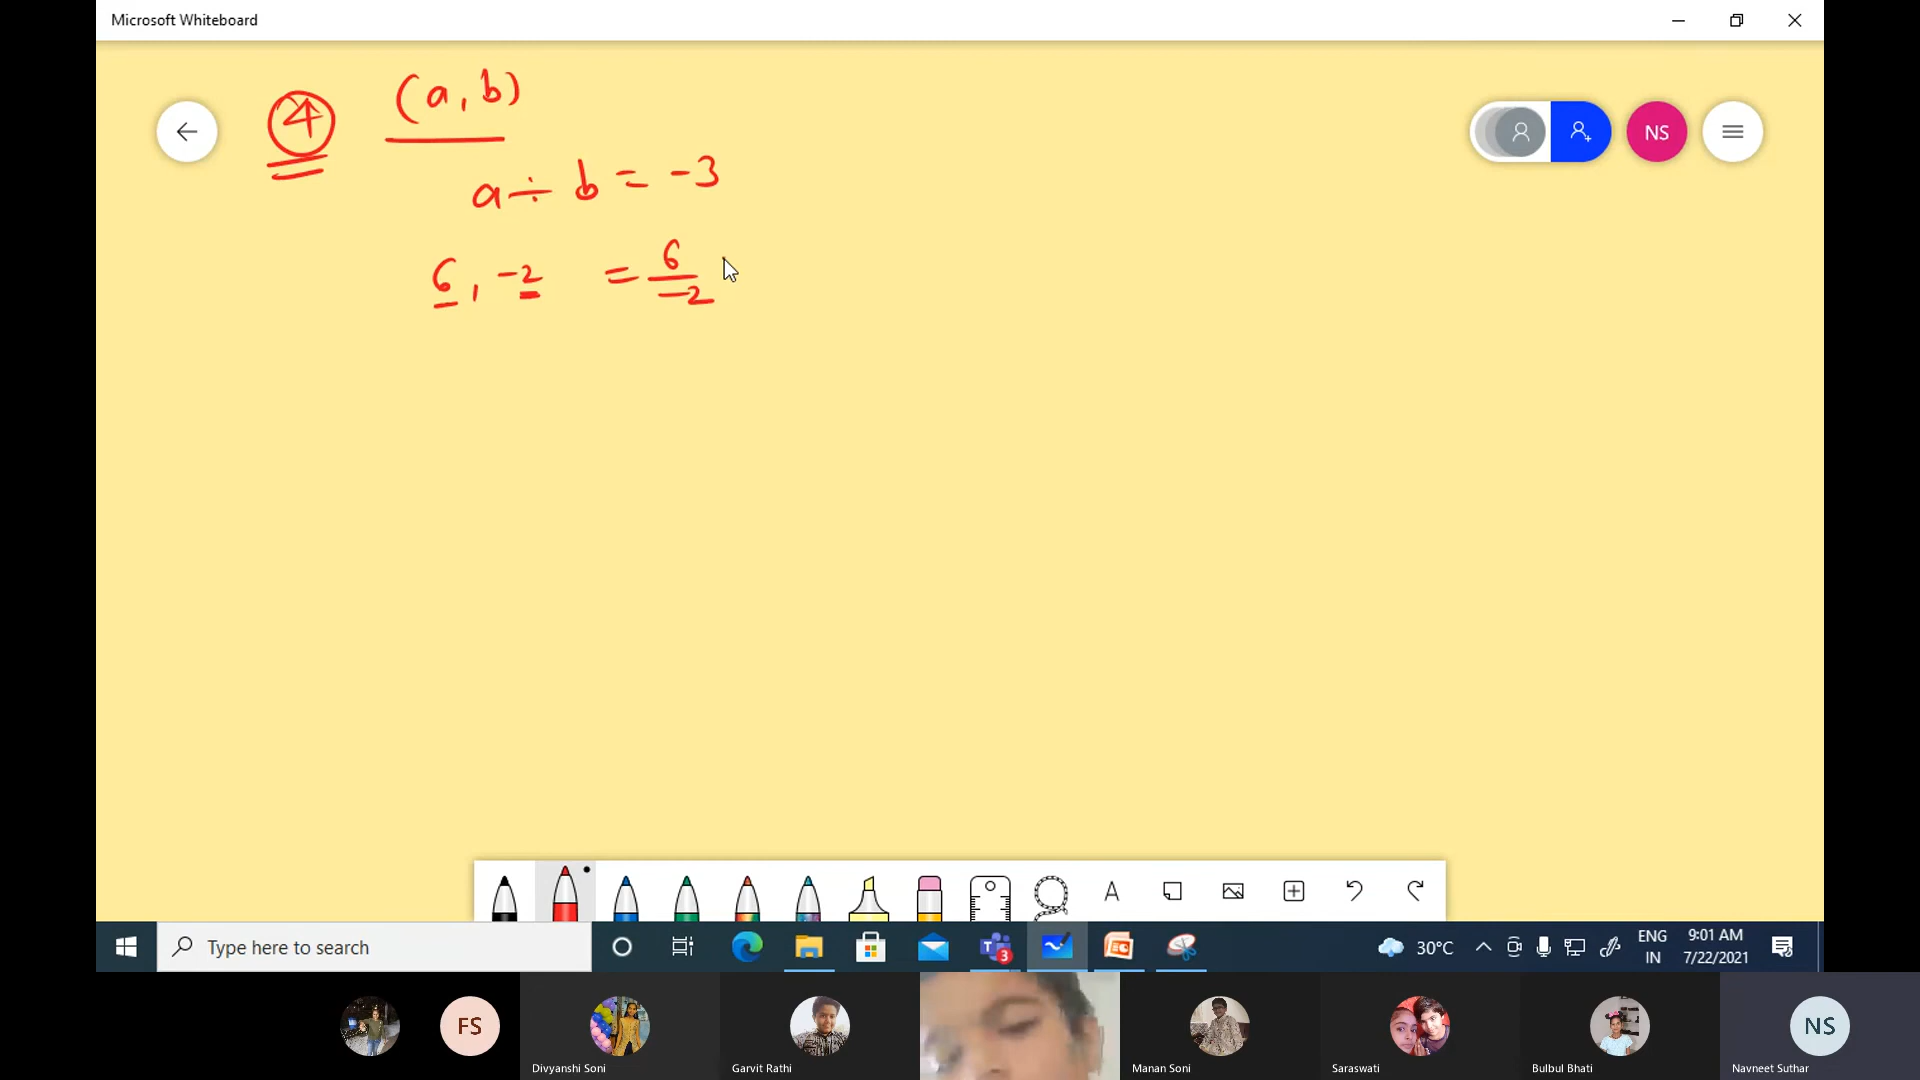 Microsoft Whiteboard
④ (a, b)
a ÷ b = -3
6, -2 = 6/-2
NS
A
Type here to search
3
30°C
ENG
IN
9:01 AM
7/22/2021
FS
NS
Divyanshi Soni
Garvit Rathi
Manan Soni
Saraswati
Bulbul Bhati
Navneet Suthar